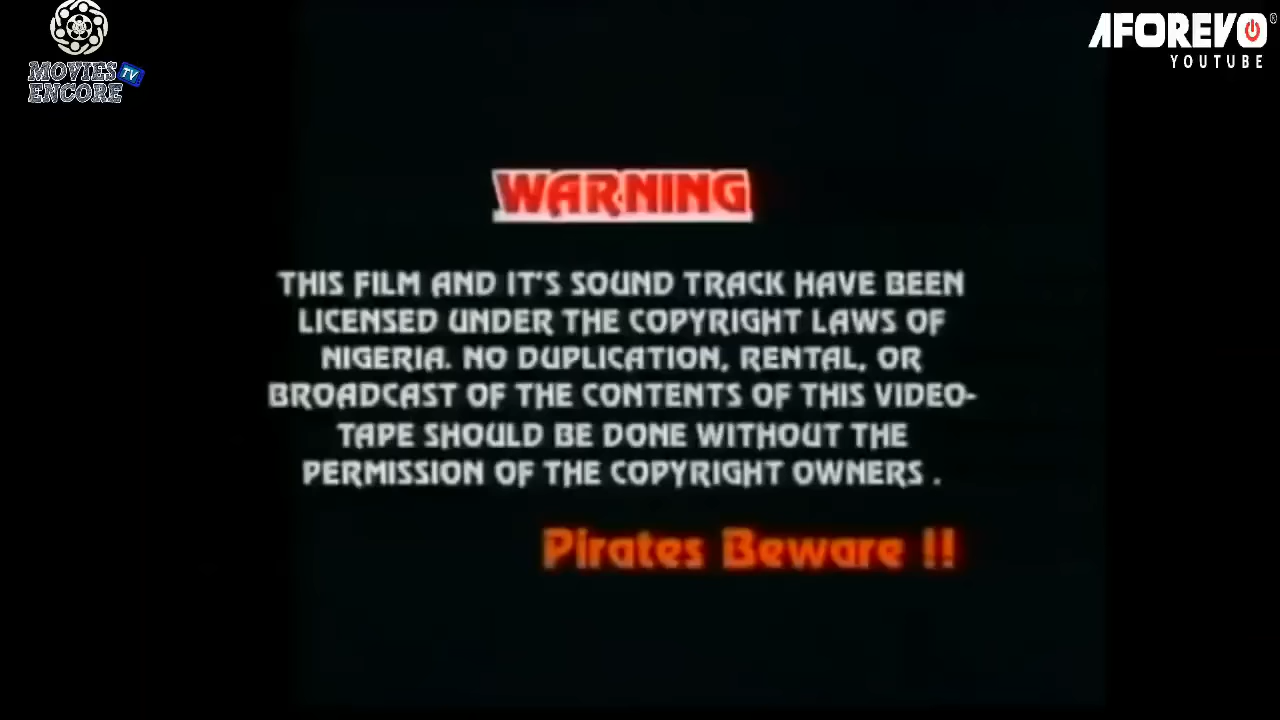 MOVIES TV
ENCORE
AFOREVO
YOUTUBE
WARNING
THIS FILM AND IT'S SOUND TRACK HAVE BEEN
LICENSED UNDER THE COPYRIGHT LAWS OF
NIGERIA. NO DUPLICATION, RENTAL, OR
BROADCAST OF THE CONTENTS OF THIS VIDEO-
TAPE SHOULD BE DONE WITHOUT THE
PERMISSION OF THE COPYRIGHT OWNERS .
Pirates Beware !!